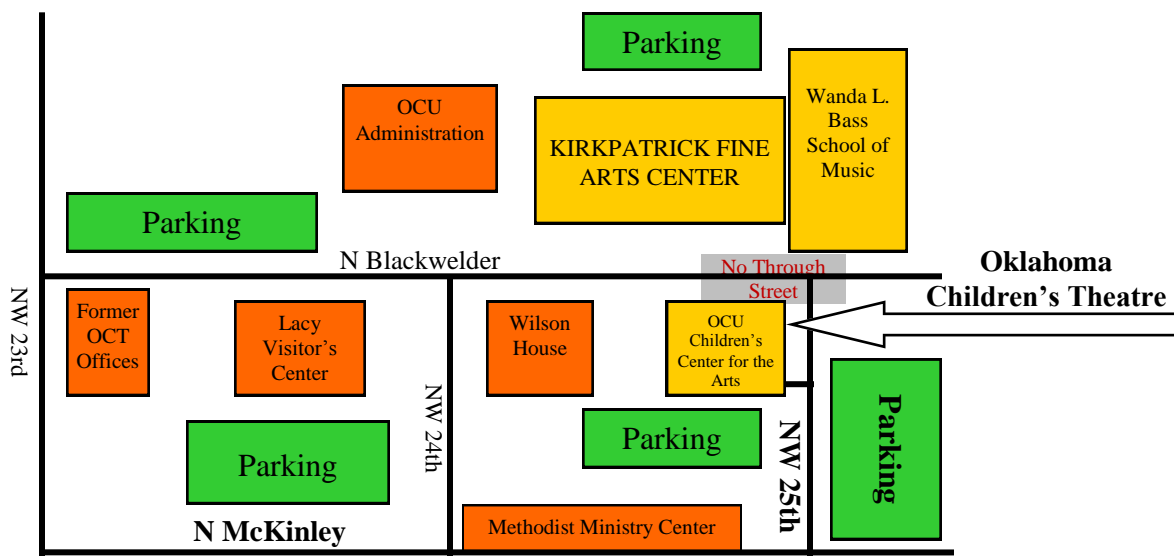 Parking
Wanda L.
Bass
School of
Music
OCU
Administration
KIRKPATRICK FINE
ARTS CENTER
Parking
N Blackwelder
No Through
Street
Oklahoma
Children's Theatre
NW 23rd
Former
OCT
Offices
Lacy
Visitor's
Center
Wilson
House
OCU
Children's
Center for the
Arts
NW 24th
Parking
Parking
NW 25th
Parking
N McKinley
Methodist Ministry Center